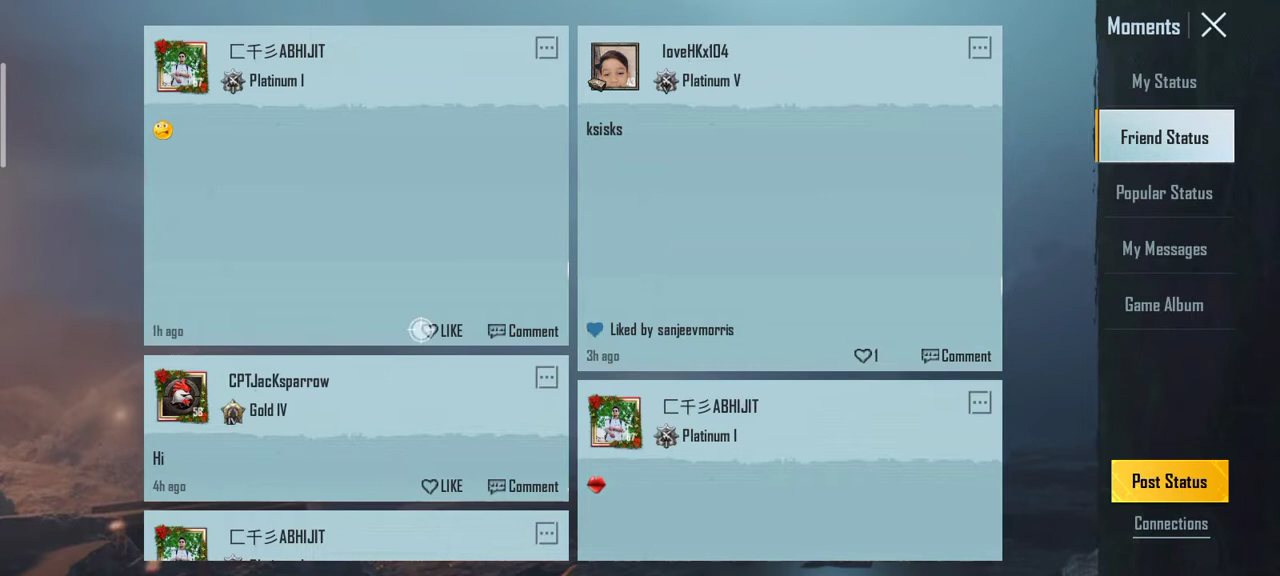 匚千彡ABHIJIT
Platinum I
1h ago
LIKE
Comment
loveHKx104
Platinum V
ksisks
Liked by sanjeevmorris
3h ago
1
Comment
CPTJacKsparrow
58
Gold IV
Hi
4h ago
LIKE
Comment
匚千彡ABHIJIT
Platinum I
匚千彡ABHIJIT
Moments
My Status
Friend Status
Popular Status
My Messages
Game Album
Post Status
Connections